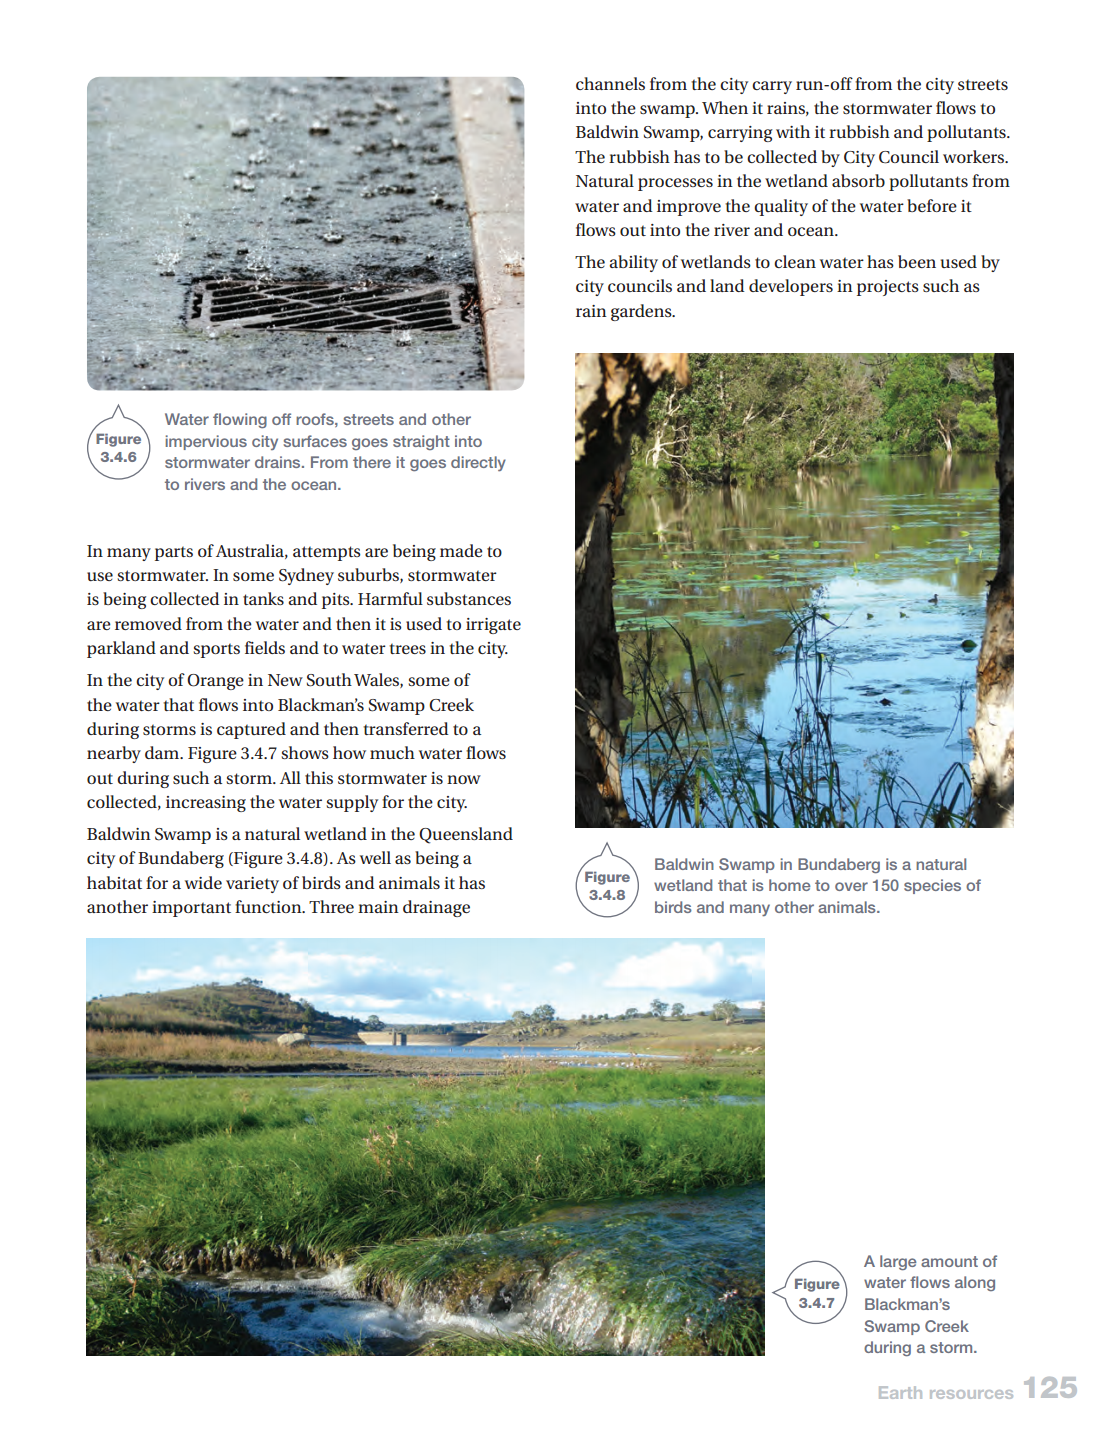 Figure
3.4.6
Water flowing off roofs, streets and other
impervious city surfaces goes straight into
stormwater drains. From there it goes directly
to rivers and the ocean.
In many parts of Australia, attempts are being made to
use stormwater. In some Sydney suburbs, stormwater
is being collected in tanks and pits. Harmful substances
are removed from the water and then it is used to irrigate
parkland and sports fields and to water trees in the city.
In the city of Orange in New South Wales, some of
the water that flows into Blackman’s Swamp Creek
during storms is captured and then transferred to a
nearby dam. Figure 3.4.7 shows how much water flows
out during such a storm. All this stormwater is now
collected, increasing the water supply for the city.
Baldwin Swamp is a natural wetland in the Queensland
city of Bundaberg (Figure 3.4.8). As well as being a
habitat for a wide variety of birds and animals it has
another important function. Three main drainage
channels from the city carry run-off from the city streets
into the swamp. When it rains, the stormwater flows to
Baldwin Swamp, carrying with it rubbish and pollutants.
The rubbish has to be collected by City Council workers.
Natural processes in the wetland absorb pollutants from
water and improve the quality of the water before it
flows out into the river and ocean.
The ability of wetlands to clean water has been used by
city councils and land developers in projects such as
rain gardens.
Figure
3.4.8
Baldwin Swamp in Bundaberg is a natural
wetland that is home to over 150 species of
birds and many other animals.
Figure
3.4.7
A large amount of
water flows along
Blackman’s
Swamp Creek
during a storm.
Earth resources 125